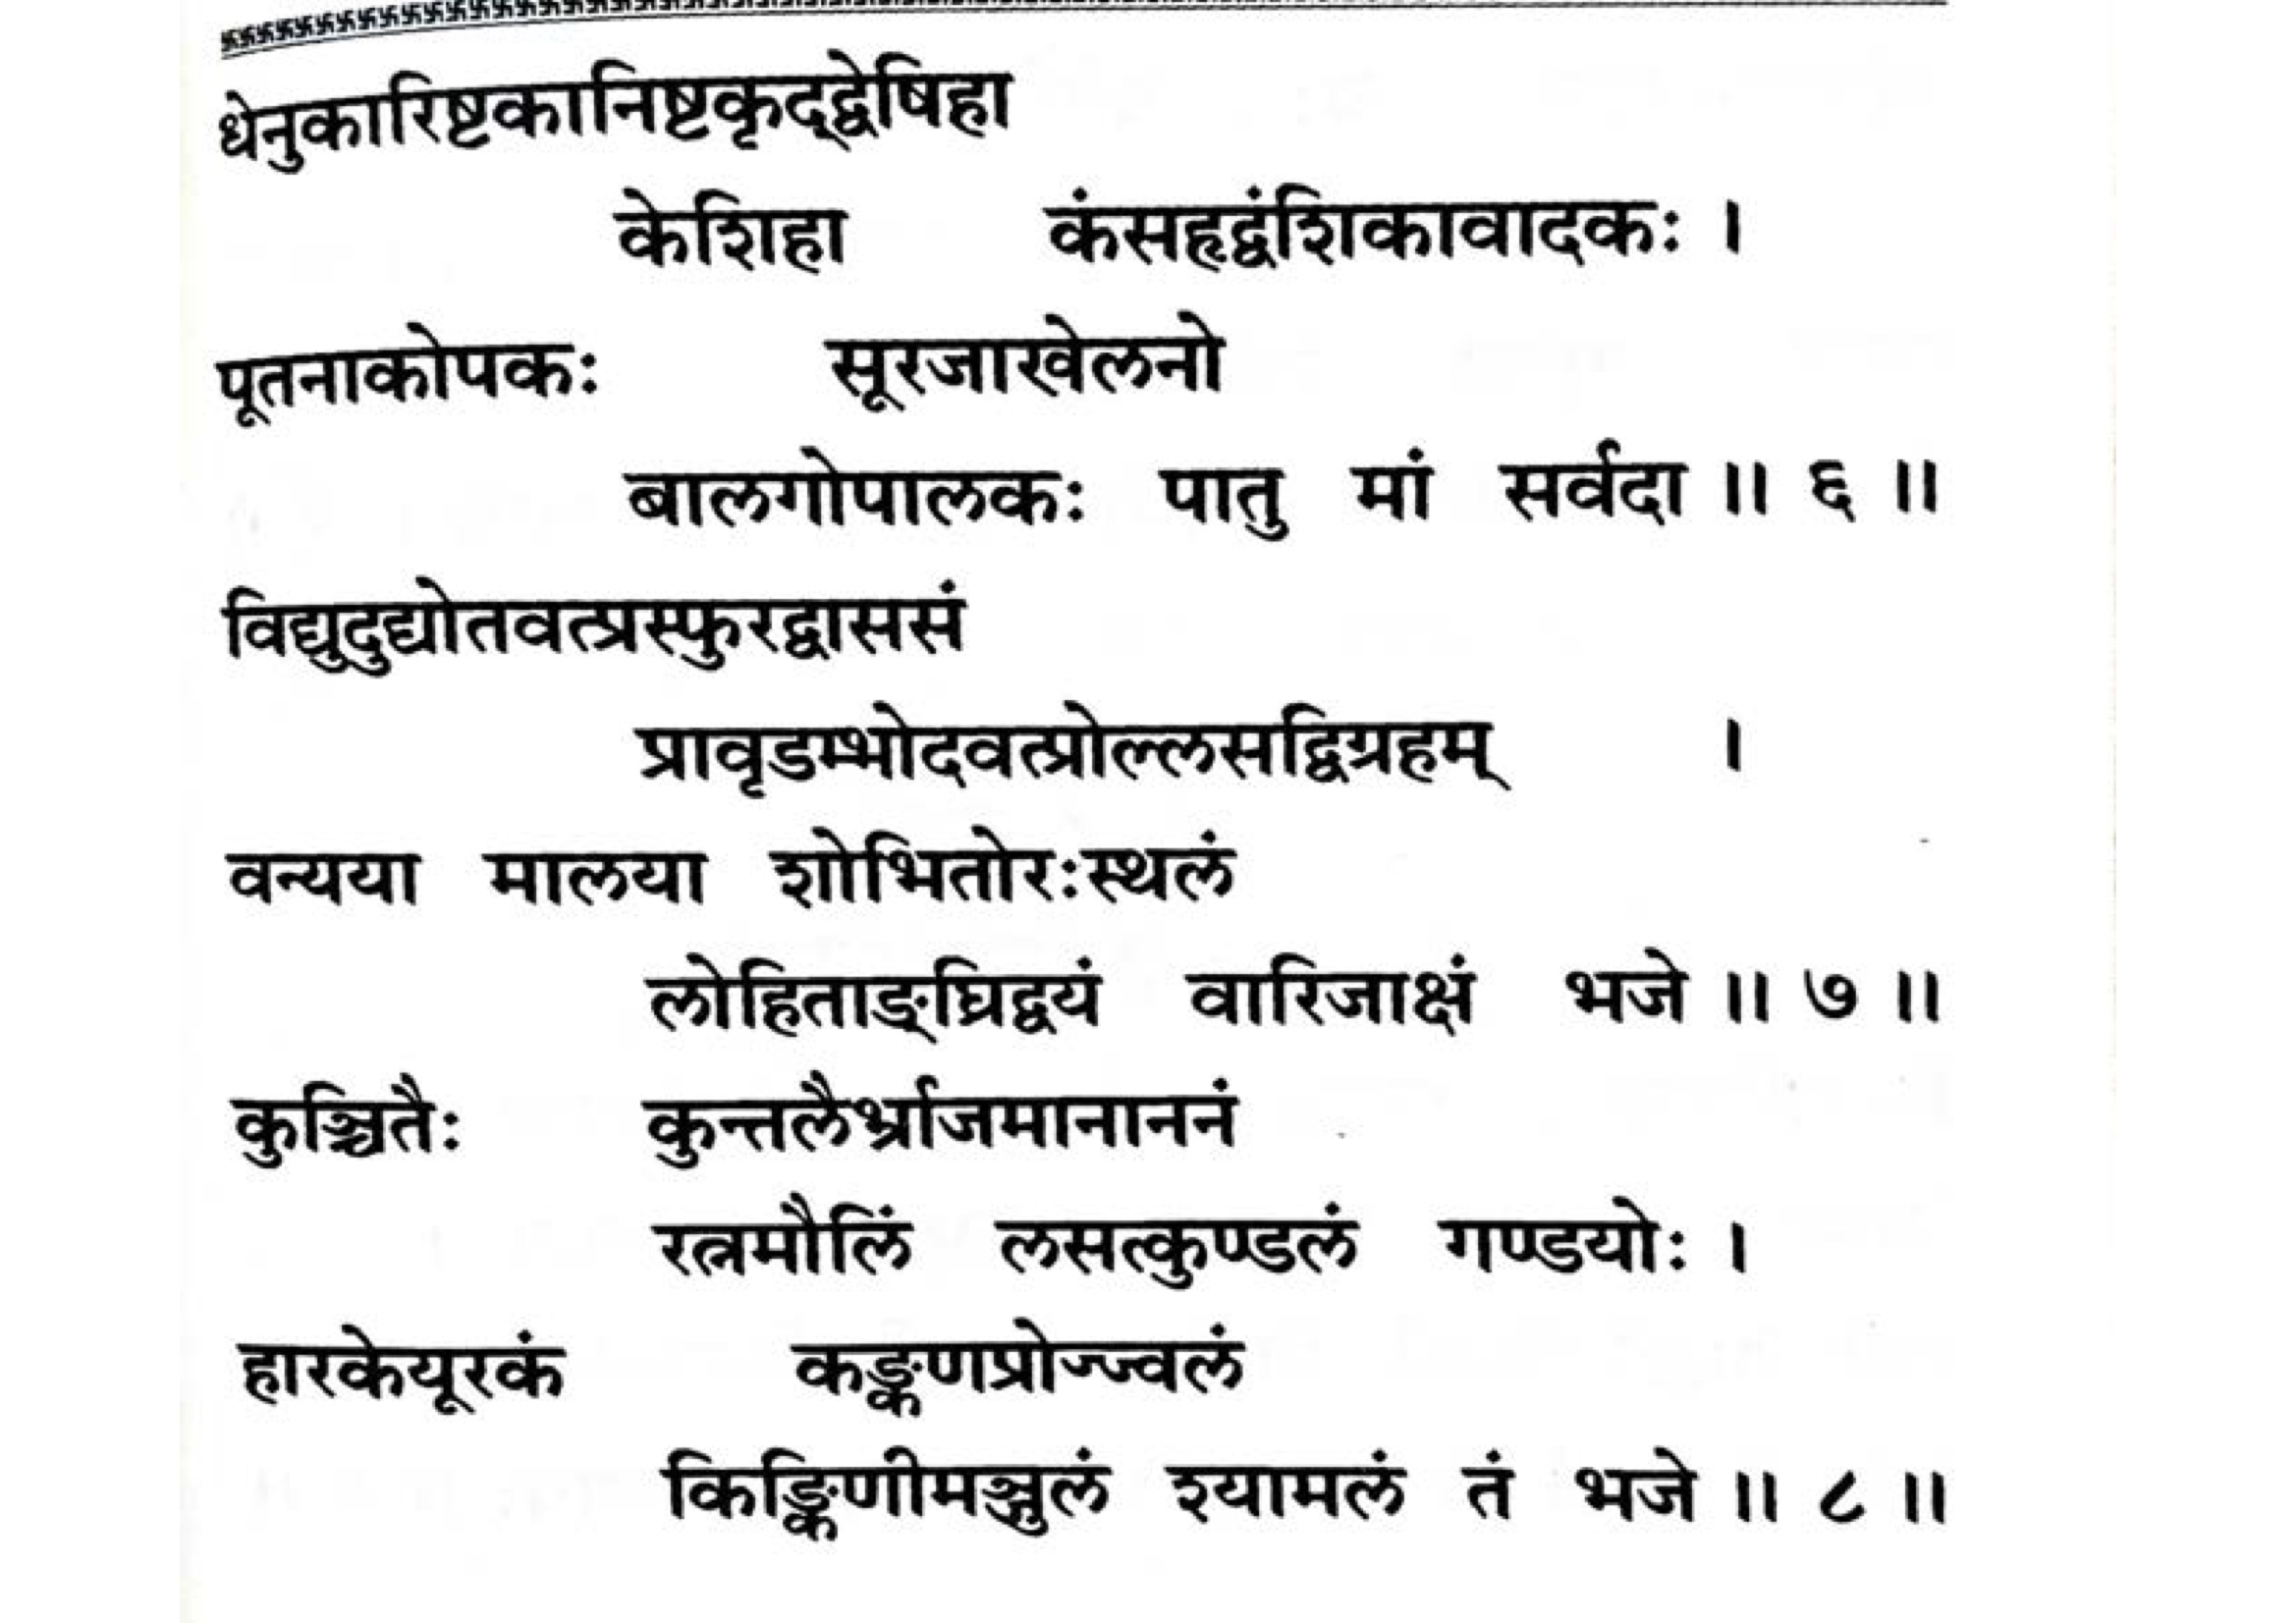 धेनुकारिष्टकानिष्टकृद्द्वेषिहा
केशिहा कंसहृद्वंशिकावादकः ।
पूतनाकोपकः सूरजाखेलनो
बालगोपालकः पातु मां सर्वदा ॥ ६ ॥
विद्युदुद्योतवत्प्रस्फुरद्वाससं
प्रावृडम्भोदवत्प्रोल्लसद्विग्रहम् ।
वन्यया मालया शोभितोरःस्थलं
लोहिताङ्घ्रिद्वयं वारिजाक्षं भजे ॥ ७ ॥
कुञ्चितैः कुन्तलैर्भ्राजमानाननं
रत्नमौलिं लसत्कुण्डलं गण्डयोः ।
हारकेयूरकं कङ्कणप्रोज्ज्वलं
किङ्किणीमञ्जुलं श्यामलं तं भजे ॥ ८ ॥